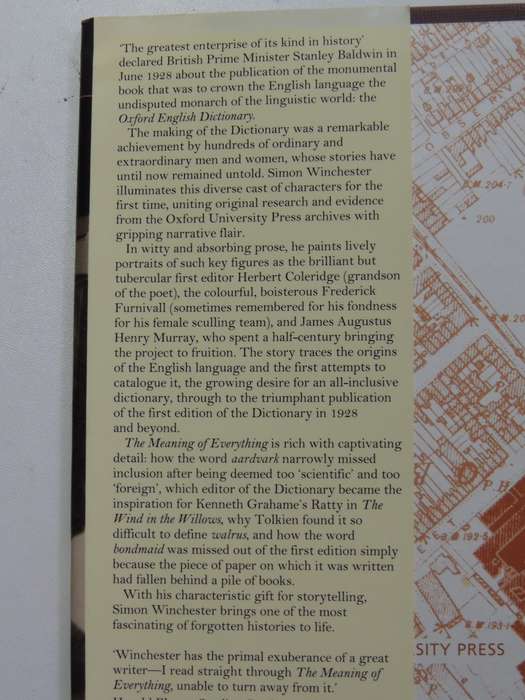 'The greatest enterprise of its kind in history'
declared British Prime Minister Stanley Baldwin in
June 1928 about the publication of the monumental
book that was to crown the English language the
undisputed monarch of the linguistic world: the
Oxford English Dictionary.
The making of the Dictionary was a remarkable
achievement by hundreds of ordinary and
extraordinary men and women, whose stories have
until now remained untold. Simon Winchester
illuminates this diverse cast of characters for the
first time, uniting original research and evidence
from the Oxford University Press archives with
gripping narrative flair.
In witty and absorbing prose, he paints lively
portraits of such key figures as the brilliant but
tubercular first editor Herbert Coleridge (grandson
of the poet), the colourful, boisterous Frederick
Furnivall (sometimes remembered for his fondness
for his female sculling team), and James Augustus
Henry Murray, who spent a half-century bringing
the project to fruition. The story traces the origins
of the English language and the first attempts to
catalogue it, the growing desire for an all-inclusive
dictionary, through to the triumphant publication
of the first edition of the Dictionary in 1928
and beyond.
The Meaning of Everything is rich with captivating
detail: how the word aardvark narrowly missed
inclusion after being deemed too 'scientific' and too
'foreign', which editor of the Dictionary became the
inspiration for Kenneth Grahame's Ratty in The
Wind in the Willows, why Tolkien found it so
difficult to define walrus, and how the word
bondmaid was missed out of the first edition simply
because the piece of paper on which it was written
had fallen behind a pile of books.
With his characteristic gift for storytelling,
Simon Winchester brings one of the most
fascinating of forgotten histories to life.
'Winchester has the primal exuberance of a great
writer—I read straight through The Meaning of
Everything, unable to turn away from it.'
B.M. 204·7
200
P.H.
SITY PRESS